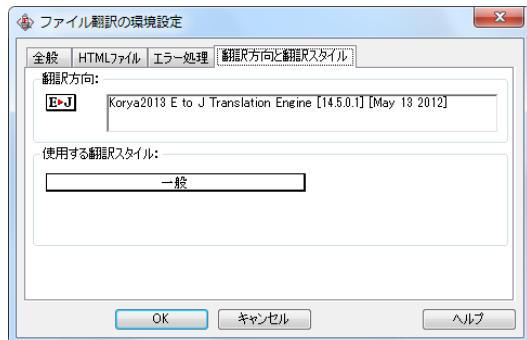 ファイル翻訳の環境設定
全般 HTMLファイル エラー処理 翻訳方向と翻訳スタイル
翻訳方向:
E▶J Korya2013 E to J Translation Engine [14.5.0.1] [May 13 2012]
使用する翻訳スタイル:
一般
OK キャンセル ヘルプ